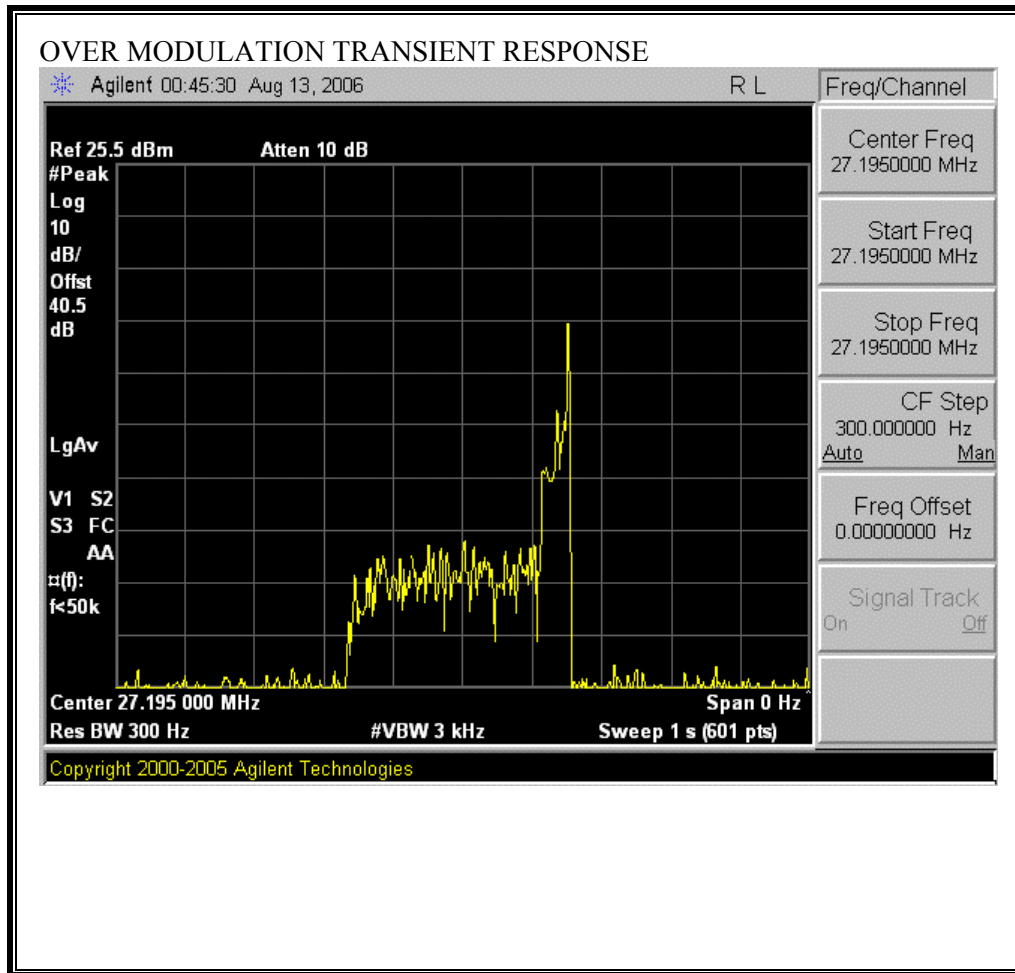 OVER MODULATION TRANSIENT RESPONSE
Agilent 00:45:30 Aug 13, 2006 R L
Freq/Channel
Ref 25.5 dBm Atten 10 dB
#Peak
Log
10
dB/
Offst
40.5
dB
LgAv
V1 S2
S3 FC
AA
¤(f):
f<50k
Center 27.195 000 MHz Span 0 Hz
Res BW 300 Hz #VBW 3 kHz Sweep 1 s (601 pts)
Copyright 2000-2005 Agilent Technologies
Center Freq
27.1950000 MHz
Start Freq
27.1950000 MHz
Stop Freq
27.1950000 MHz
CF Step
300.000000 Hz
Auto Man
Freq Offset
0.00000000 Hz
Signal Track
On Off